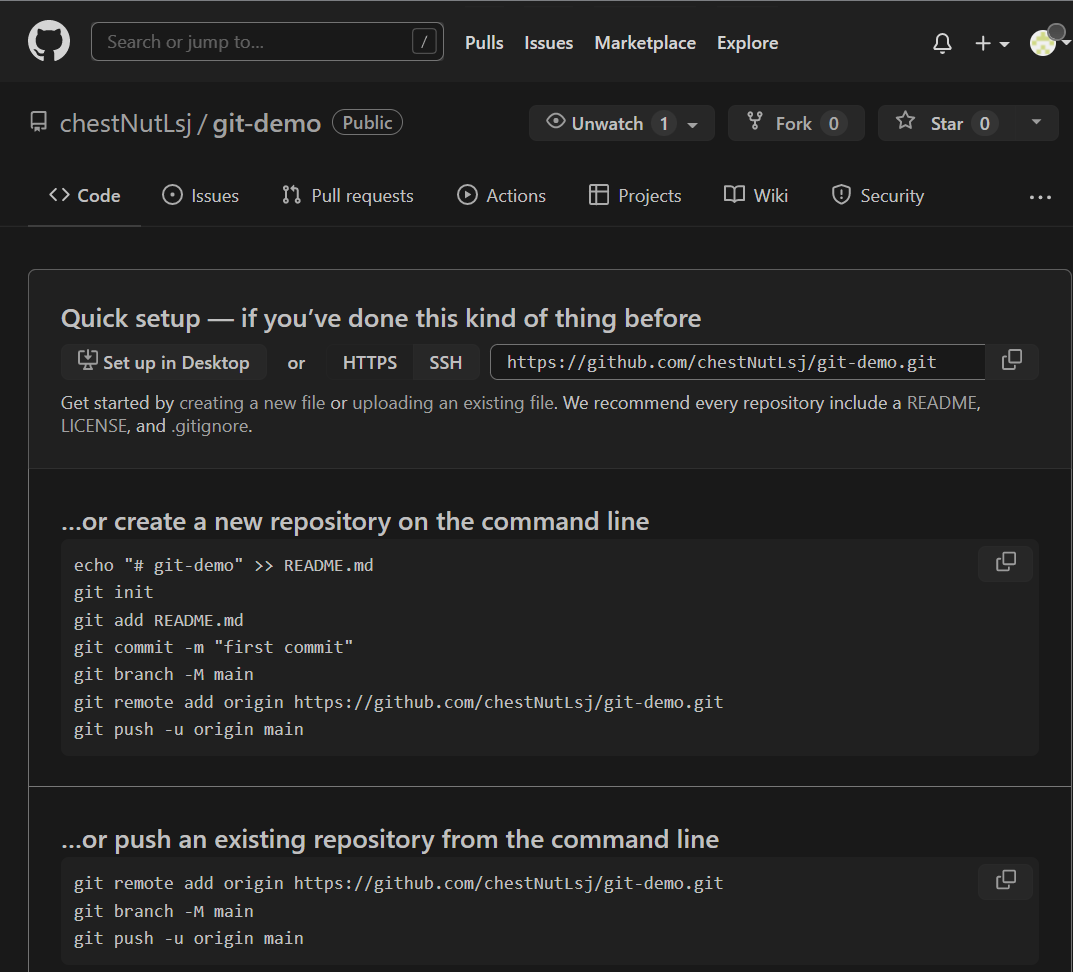 Search or jump to... / Pulls Issues Marketplace Explore
chestNutLsj / git-demo Public Unwatch 1 Fork 0 Star 0
Code Issues Pull requests Actions Projects Wiki Security ...
Quick setup — if you’ve done this kind of thing before
Set up in Desktop or HTTPS SSH https://github.com/chestNutLsj/git-demo.git
Get started by creating a new file or uploading an existing file. We recommend every repository include a README,
LICENSE, and .gitignore.
…or create a new repository on the command line
echo "# git-demo" >> README.md
git init
git add README.md
git commit -m "first commit"
git branch -M main
git remote add origin https://github.com/chestNutLsj/git-demo.git
git push -u origin main
…or push an existing repository from the command line
git remote add origin https://github.com/chestNutLsj/git-demo.git
git branch -M main
git push -u origin main